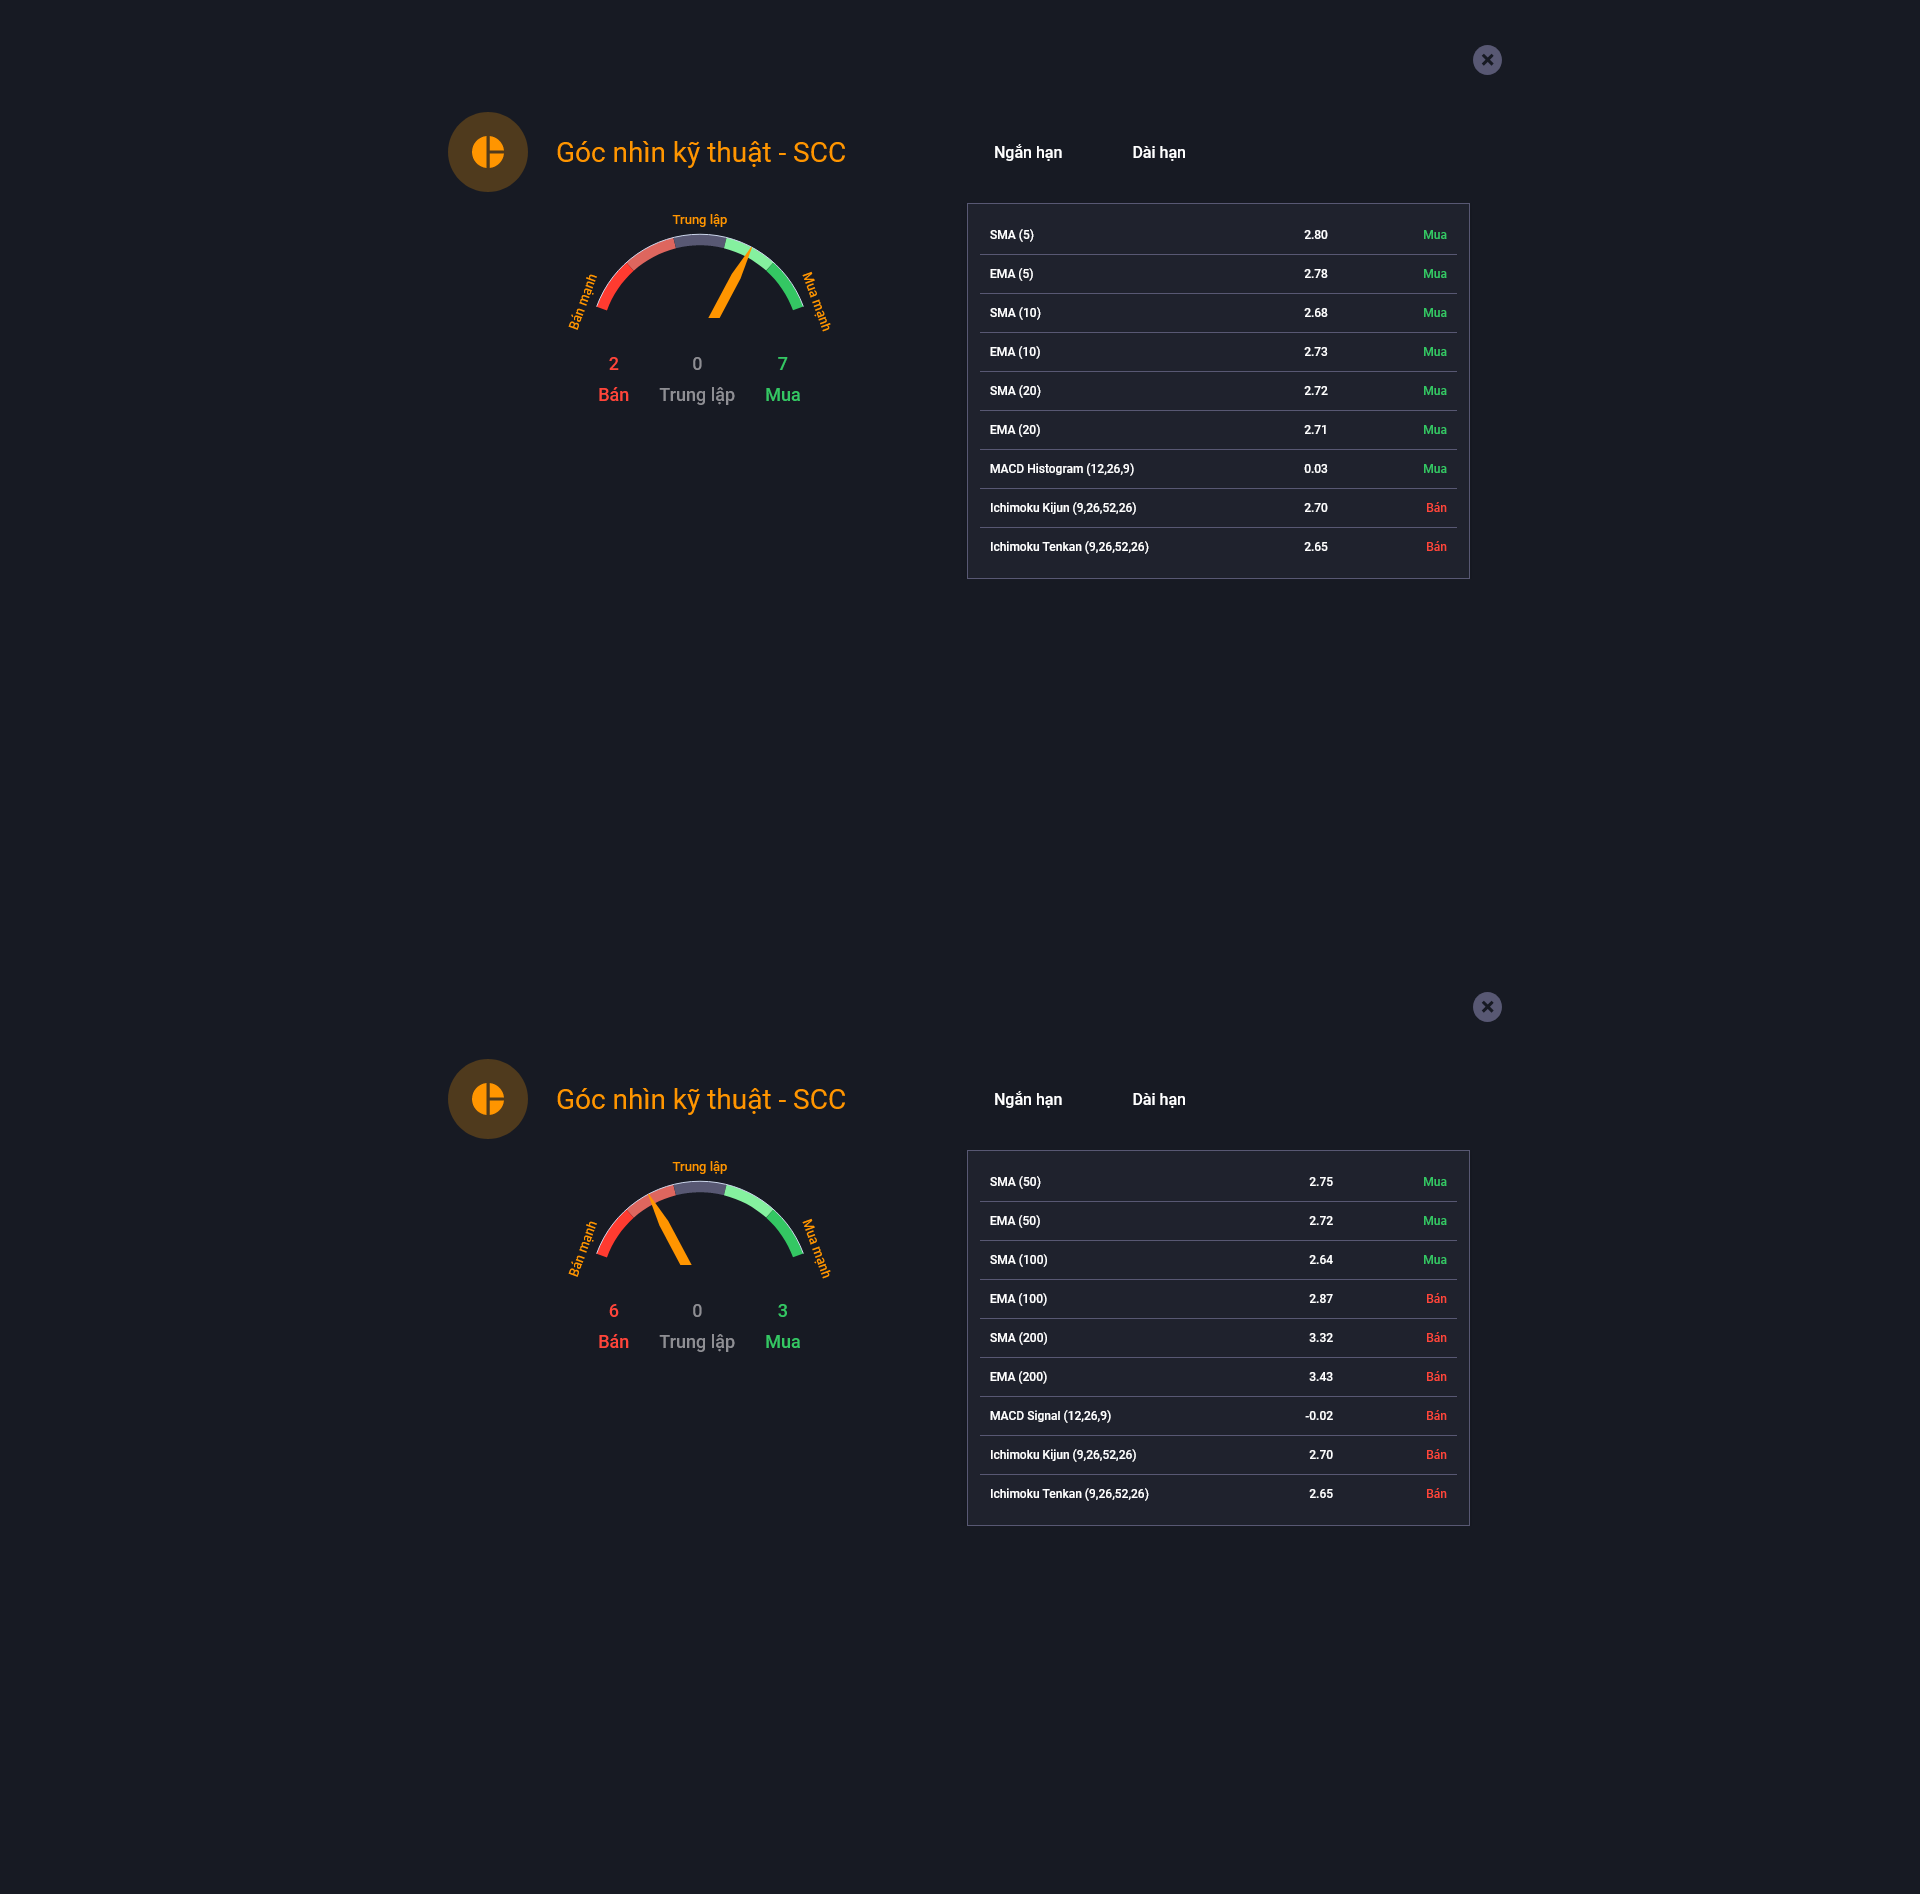 Góc nhìn kỹ thuật - SCC
Ngắn hạn Dài hạn
Trung lập
Bán mạnh
Mua mạnh
2 0 7
Bán Trung lập Mua
SMA (5) 2.80 Mua
EMA (5) 2.78 Mua
SMA (10) 2.68 Mua
EMA (10) 2.73 Mua
SMA (20) 2.72 Mua
EMA (20) 2.71 Mua
MACD Histogram (12,26,9) 0.03 Mua
Ichimoku Kijun (9,26,52,26) 2.70 Bán
Ichimoku Tenkan (9,26,52,26) 2.65 Bán
Góc nhìn kỹ thuật - SCC
Ngắn hạn Dài hạn
Trung lập
Bán mạnh
Mua mạnh
6 0 3
Bán Trung lập Mua
SMA (50) 2.75 Mua
EMA (50) 2.72 Mua
SMA (100) 2.64 Mua
EMA (100) 2.87 Bán
SMA (200) 3.32 Bán
EMA (200) 3.43 Bán
MACD Signal (12,26,9) -0.02 Bán
Ichimoku Kijun (9,26,52,26) 2.70 Bán
Ichimoku Tenkan (9,26,52,26) 2.65 Bán